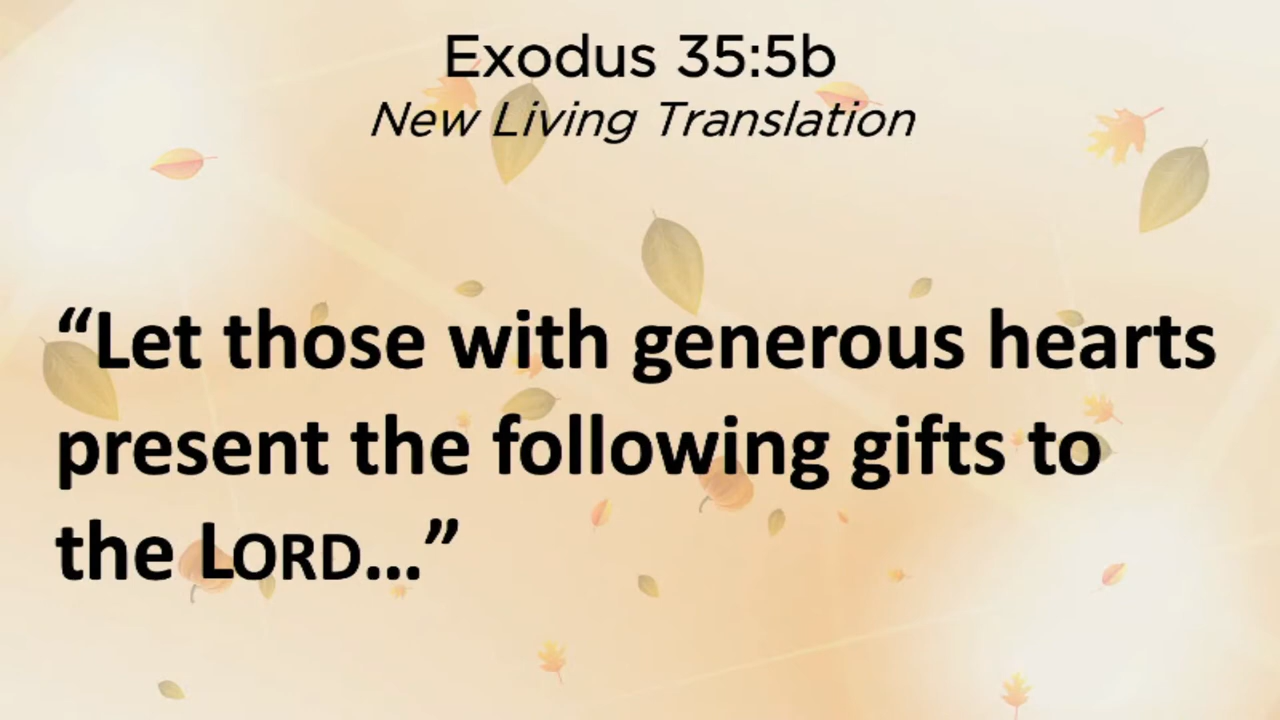 Exodus 35:5b
New Living Translation
“Let those with generous hearts
present the following gifts to
the LORD...”